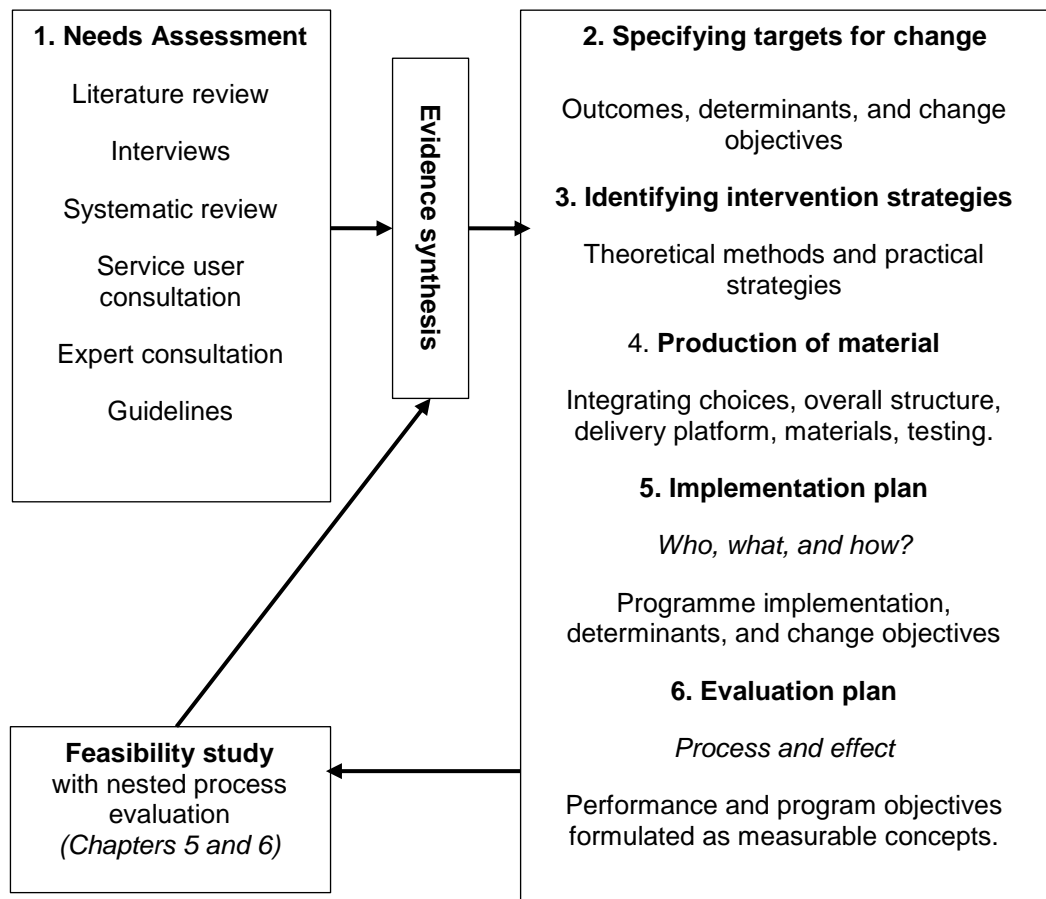 1. Needs Assessment
Literature review
Interviews
Systematic review
Service user
consultation
Expert consultation
Guidelines
Evidence synthesis
2. Specifying targets for change
Outcomes, determinants, and change
objectives
3. Identifying intervention strategies
Theoretical methods and practical
strategies
4. Production of material
Integrating choices, overall structure,
delivery platform, materials, testing.
5. Implementation plan
Who, what, and how?
Programme implementation,
determinants, and change objectives
6. Evaluation plan
Process and effect
Performance and program objectives
formulated as measurable concepts.
Feasibility study
with nested process
evaluation
(Chapters 5 and 6)